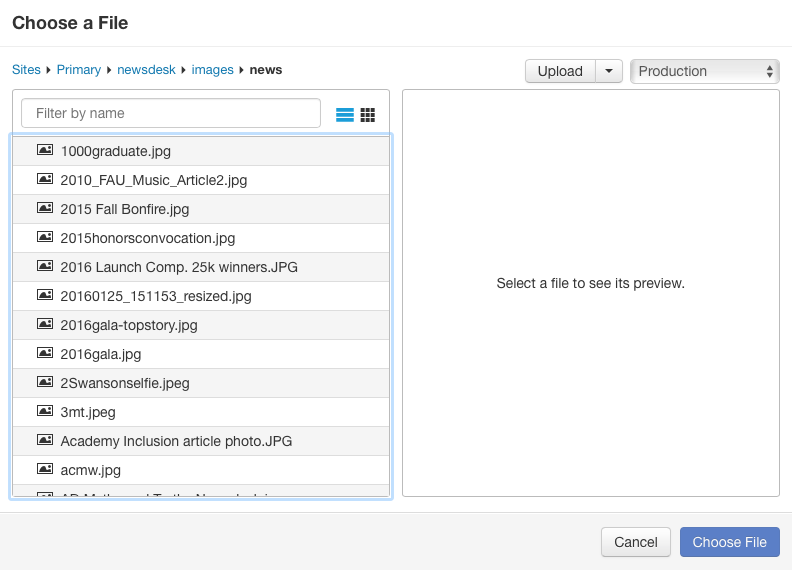 Choose a File
Sites Primary newsdesk images news
Upload Production
Filter by name
1000graduate.jpg
2010_FAU_Music_Article2.jpg
2015 Fall Bonfire.jpg
2015honorsconvocation.jpg
2016 Launch Comp. 25k winners.JPG
20160125_151153_resized.jpg
2016gala-topstory.jpg
2016gala.jpg
2Swansonselfie.jpeg
3mt.jpeg
Academy Inclusion article photo.JPG
acmw.jpg
Select a file to see its preview.
Cancel Choose File